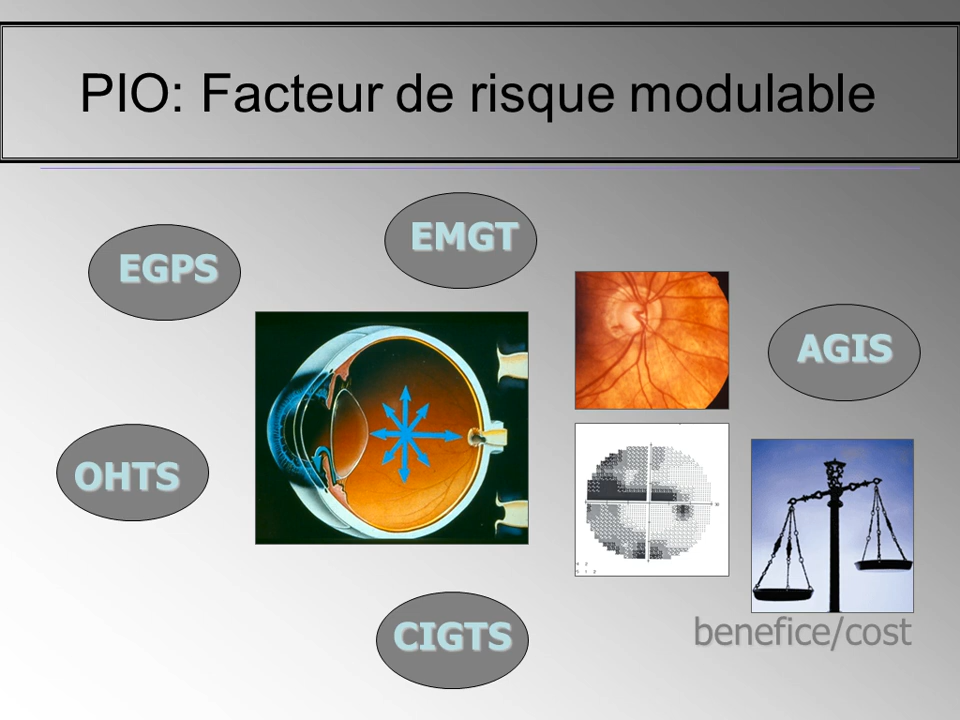 PIO: Facteur de risque modulable
EMGT
EGPS
AGIS
OHTS
CIGTS
benefice/cost